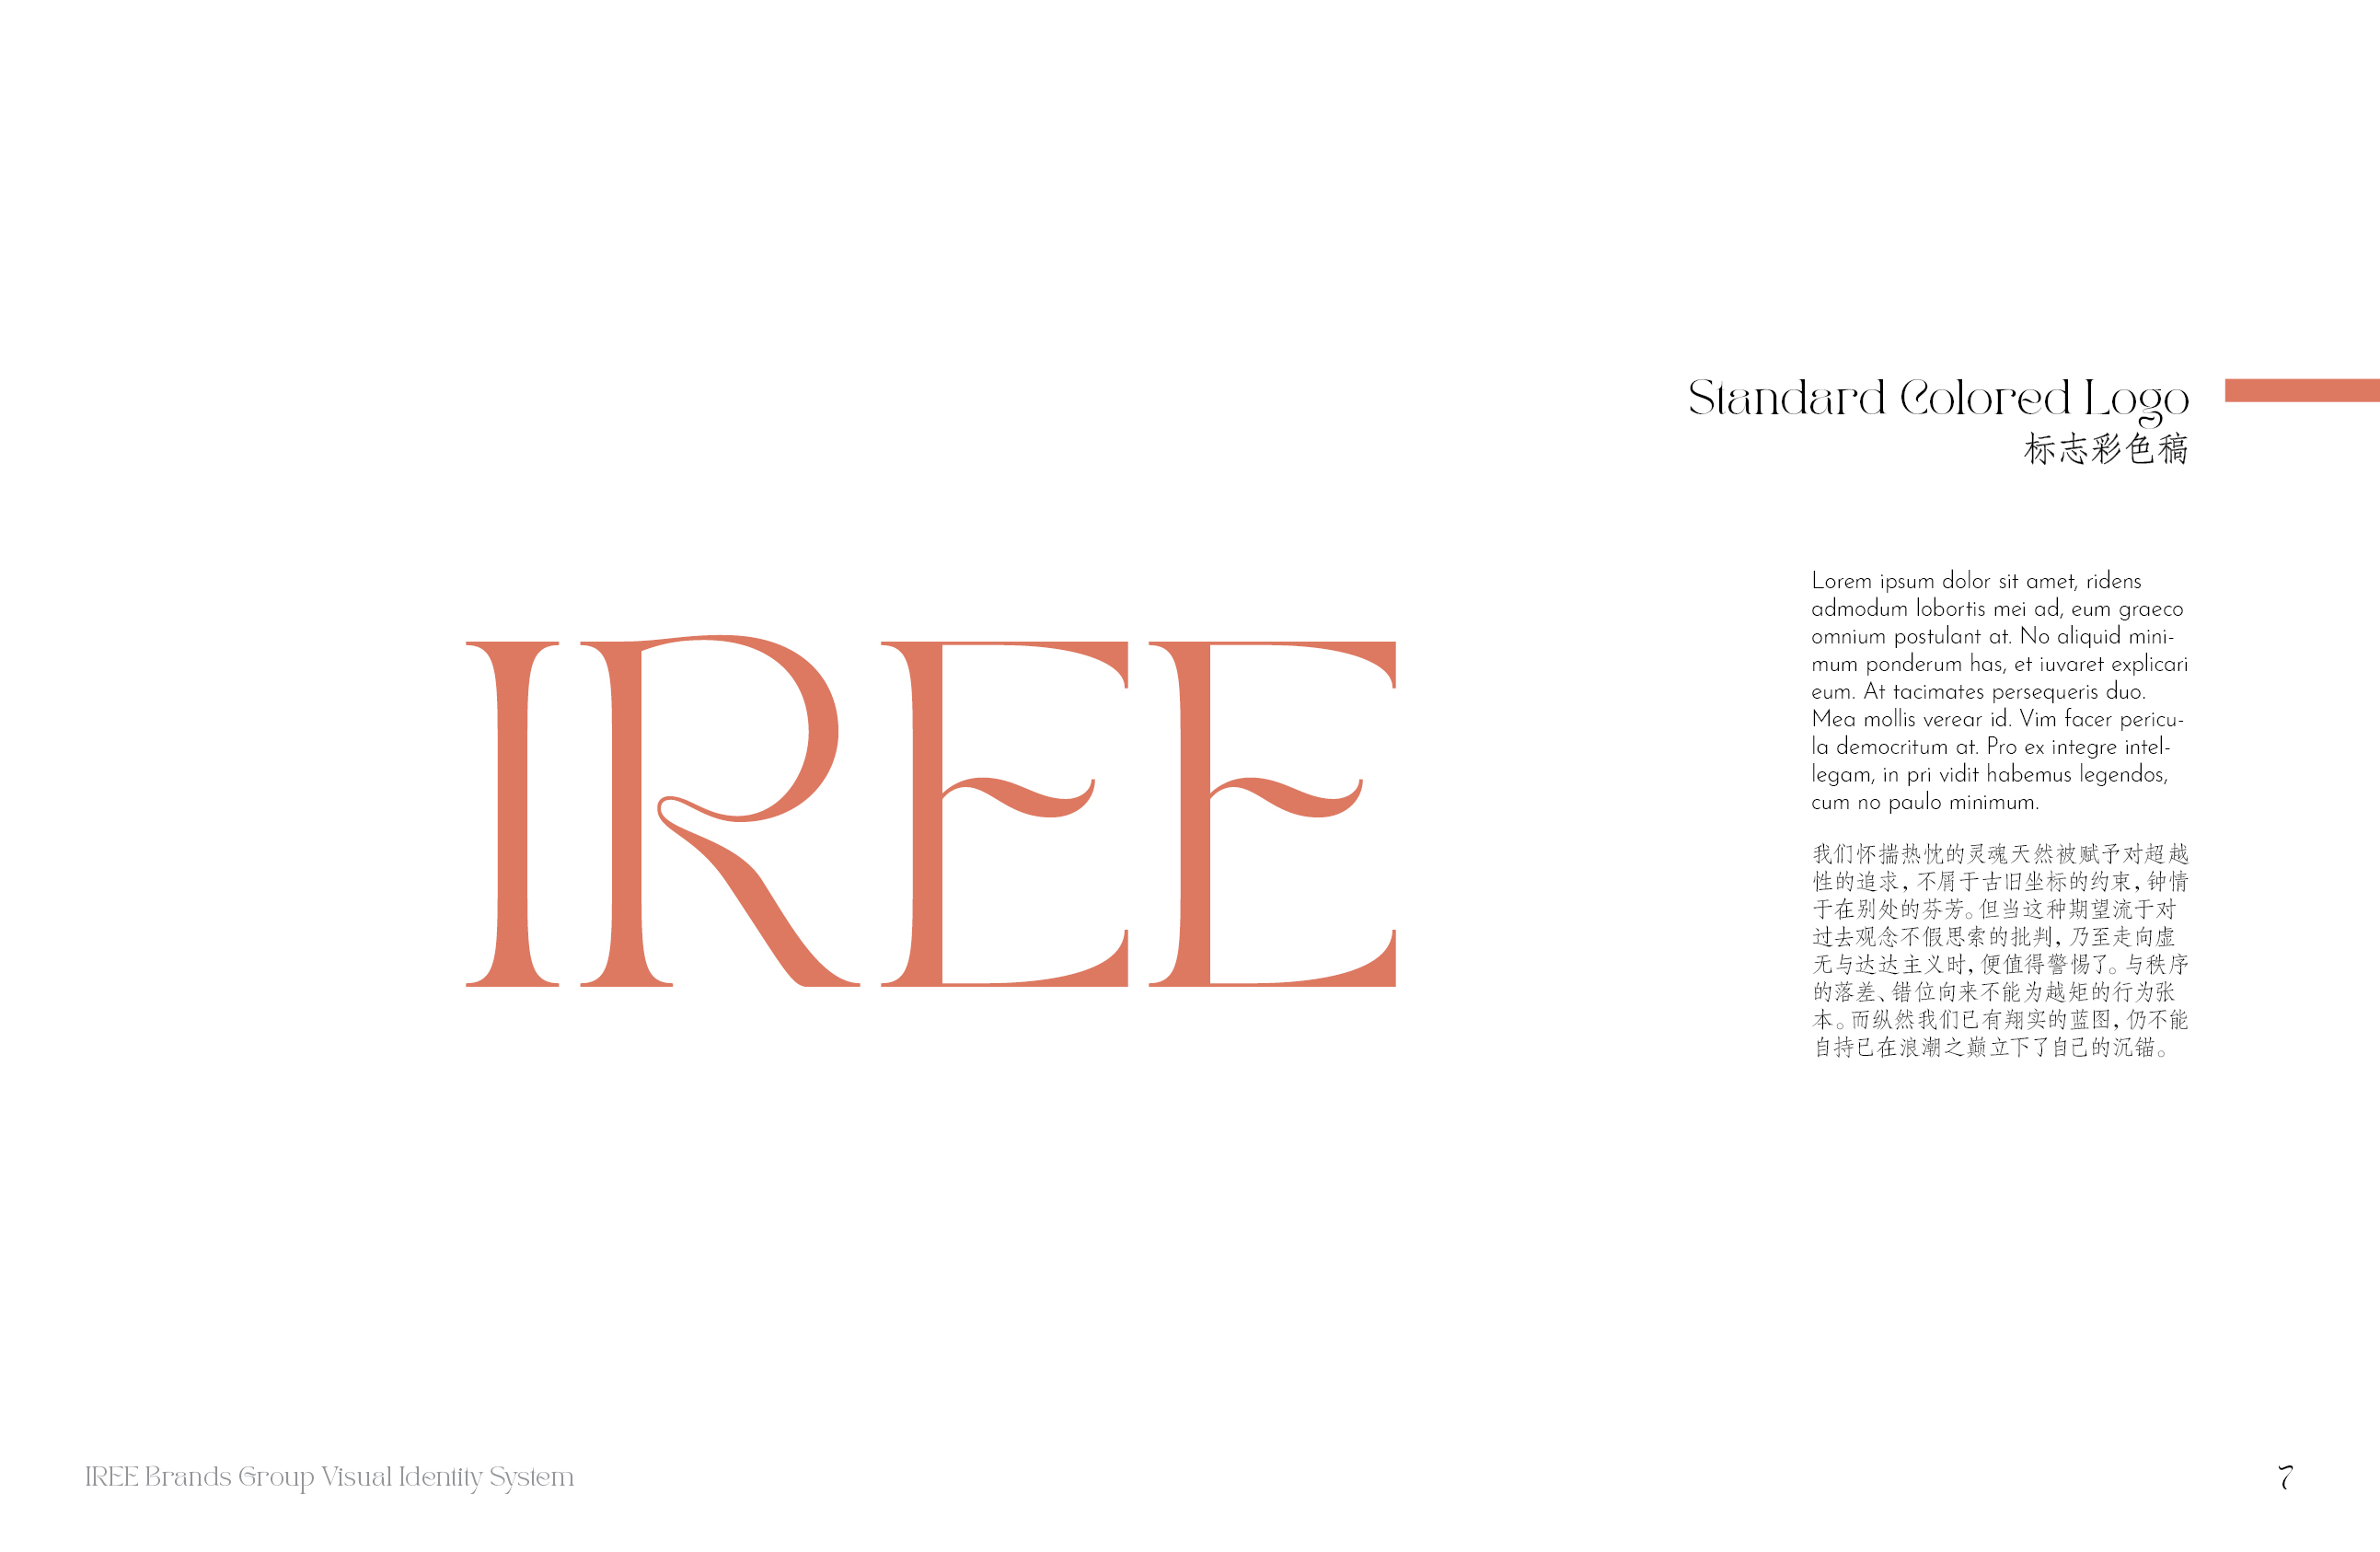 Standard Colored Logo
标志彩色稿
IREE
Lorem ipsum dolor sit amet, ridens
admodum lobortis mei ad, eum graeco
omnium postulant at. No aliquid mini-
mum ponderum has, et iuvaret explicari
eum. At tacimates persequeris duo.
Mea mollis verear id. Vim facer pericu-
la democritum at. Pro ex integre intel-
legam, in pri vidit habemus legendos,
cum no paulo minimum.
我们怀揣热忱的灵魂天然被赋予对超越
性的追求，不屑于古旧坐标的约束，钟情
于在别处的芬芳。但当这种期望流于对
过去观念不假思索的批判，乃至走向虚
无与达达主义时，便值得警惕了。与秩序
的落差、错位向来不能为越矩的行为张
本。而纵然我们已有翔实的蓝图，仍不能
自持已在浪潮之巅立下了自己的沉锚。
IREE Brands Group Visual Identity System
7